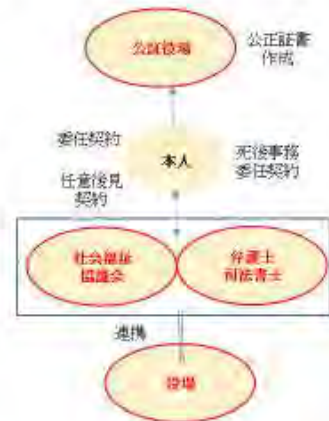 公証役場
公正証書
作成
委任契約
本人
死後事務
委任契約
任意後見
契約
社会福祉
協議会
弁護士
司法書士
連携
役場